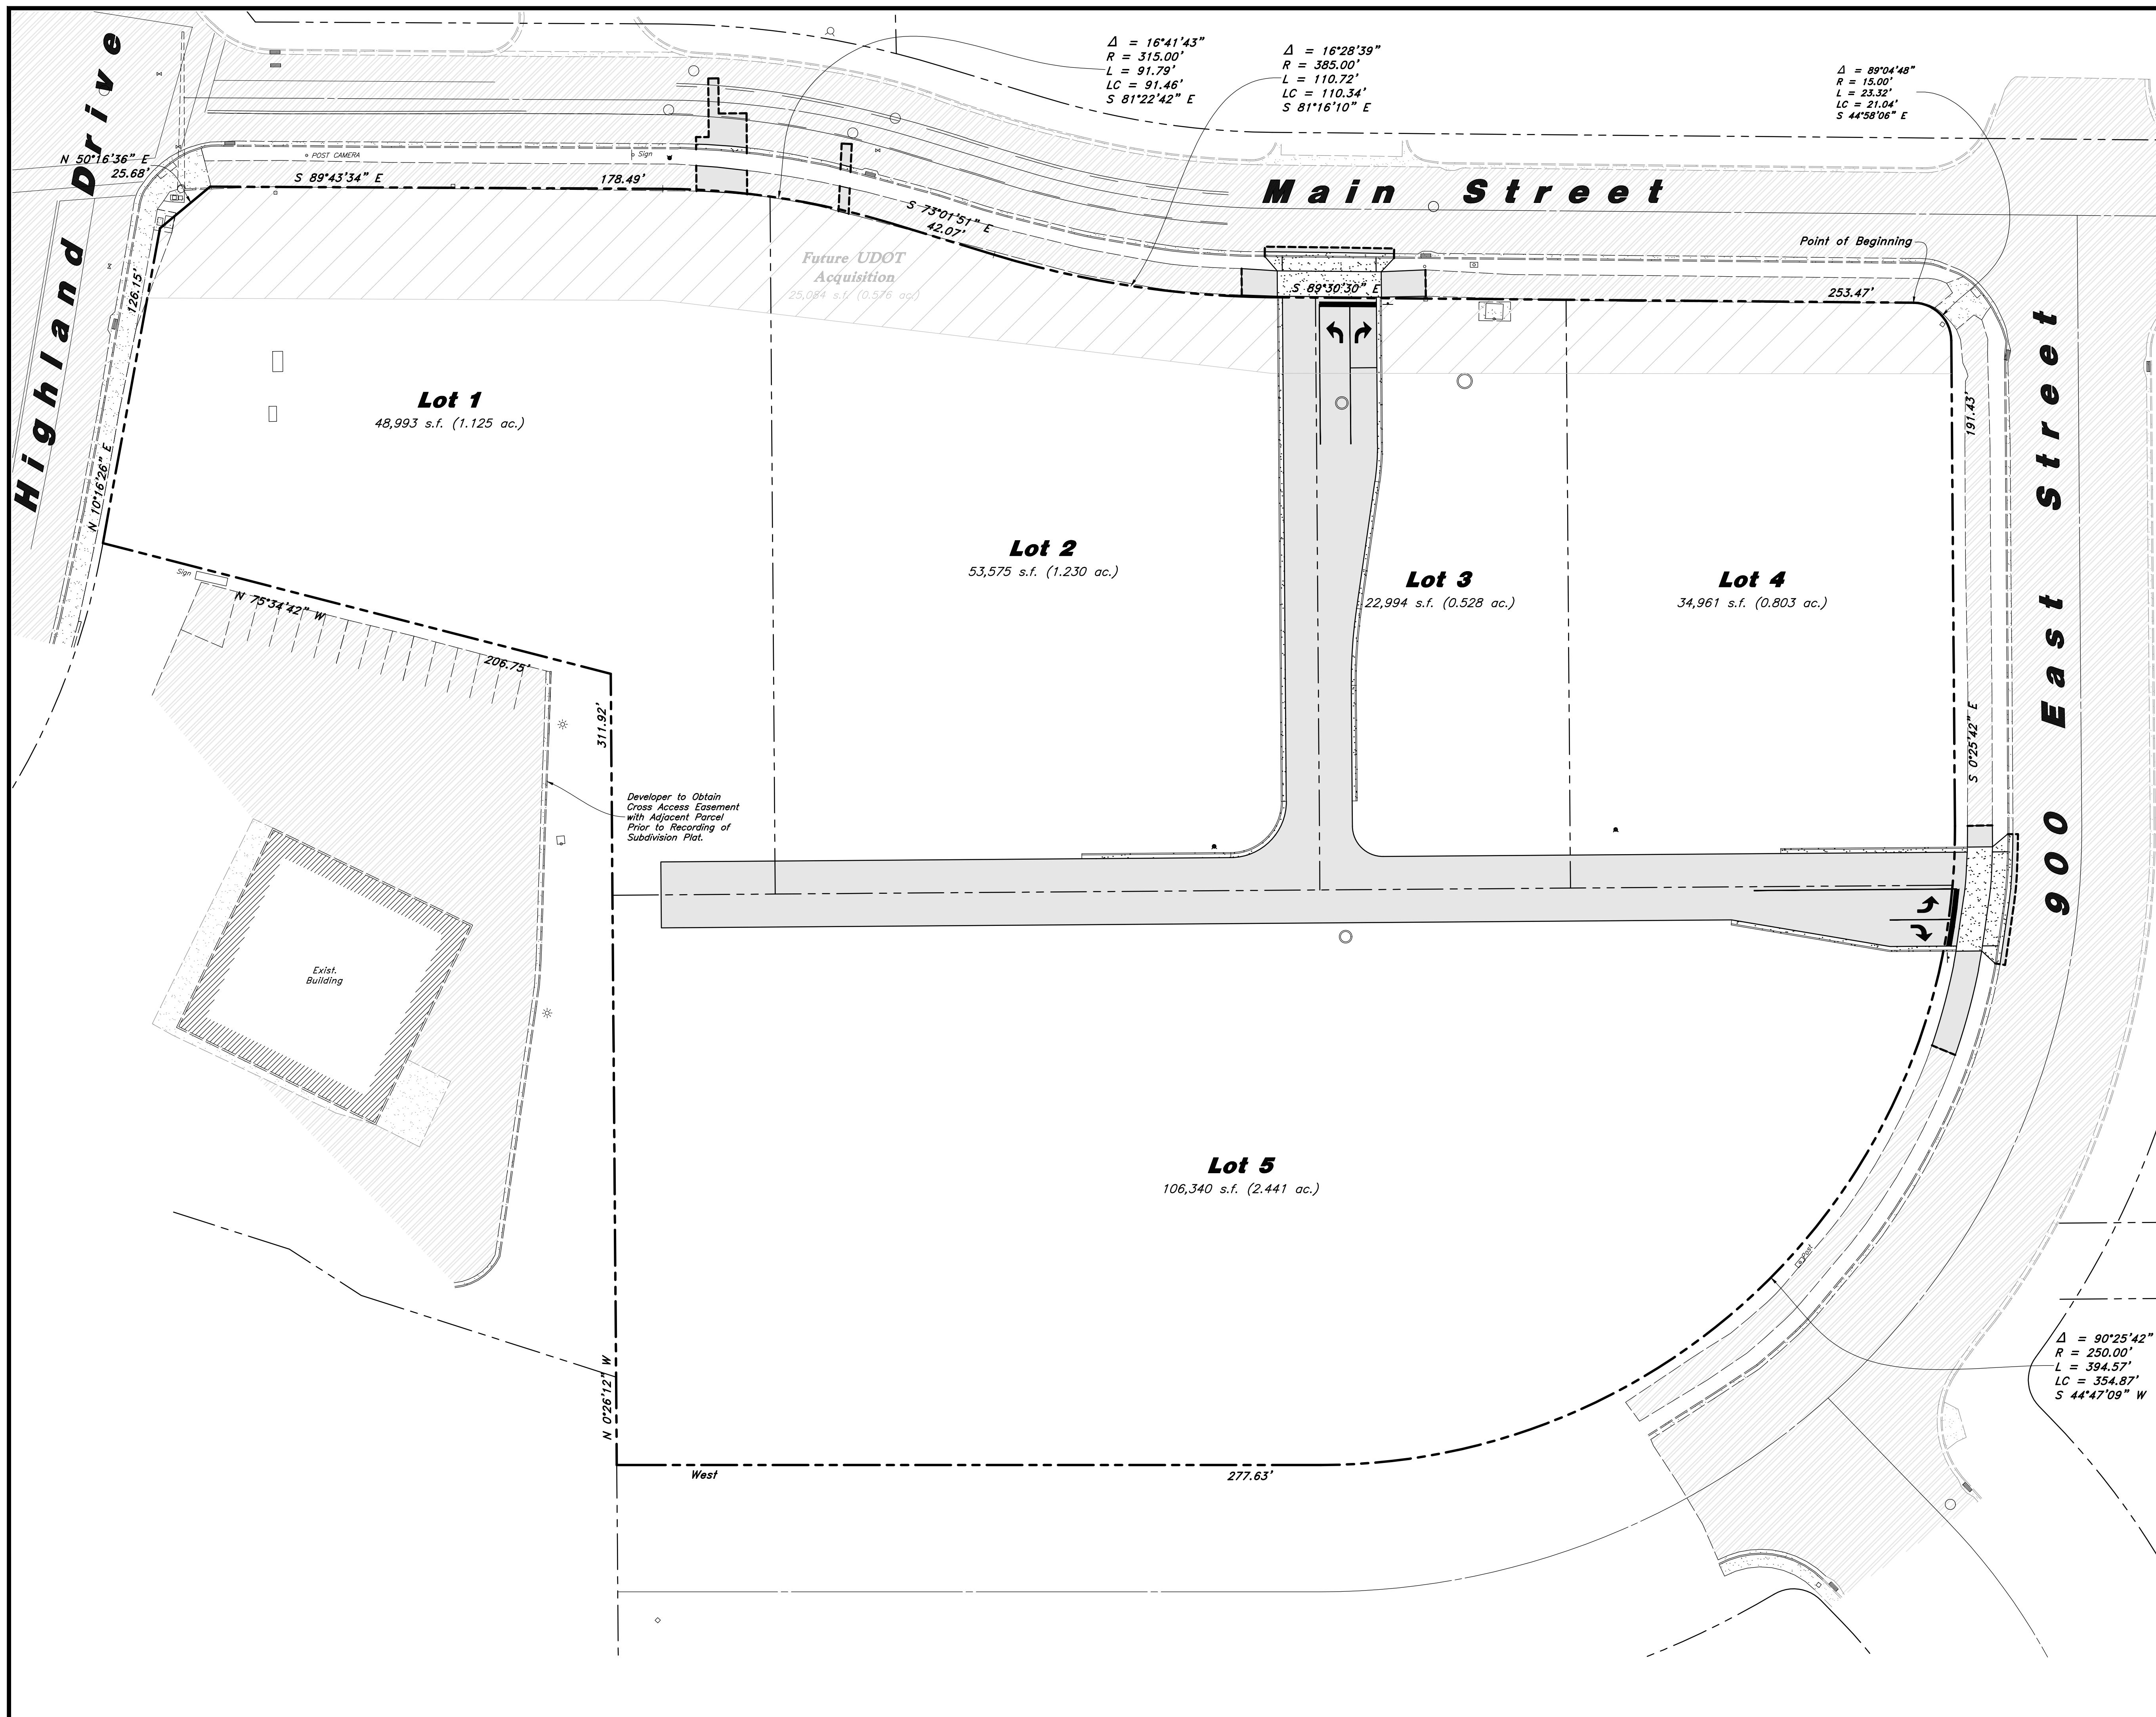 Highland Drive
Δ = 16°41'43"
R = 315.00'
L = 91.79'
LC = 91.46'
S 81°22'42" E
Δ = 16°28'39"
R = 385.00'
L = 110.72'
LC = 110.34'
S 81°16'10" E
Δ = 89°04'48"
R = 15.00'
L = 23.32'
LC = 21.04'
S 44°58'06" E
N 50°16'36" E
25.68'
POST CAMERA
Sign
S 89°43'34" E
178.49'
S 73°01'51" E
42.07'
Main Street
Point of Beginning
Future UDOT
Acquisition
25,084 s.f. (0.576 ac.)
S 89°30'30" E
253.47'
126.15'
N 10°16'26" E
Lot 1
48,993 s.f. (1.125 ac.)
191.43'
S 0°25'42" E
900 East Street
Lot 2
53,575 s.f. (1.230 ac.)
Lot 3
22,994 s.f. (0.528 ac.)
Lot 4
34,961 s.f. (0.803 ac.)
Sign
N 75°34'42" W
206.75'
311.92'
Developer to Obtain
Cross Access Easement
with Adjacent Parcel
Prior to Recording of
Subdivision Plat.
Exist.
Building
Lot 5
106,340 s.f. (2.441 ac.)
Post
Δ = 90°25'42"
R = 250.00'
L = 394.57'
LC = 354.87'
S 44°47'09" W
N 0°26'12" W
West
277.63'